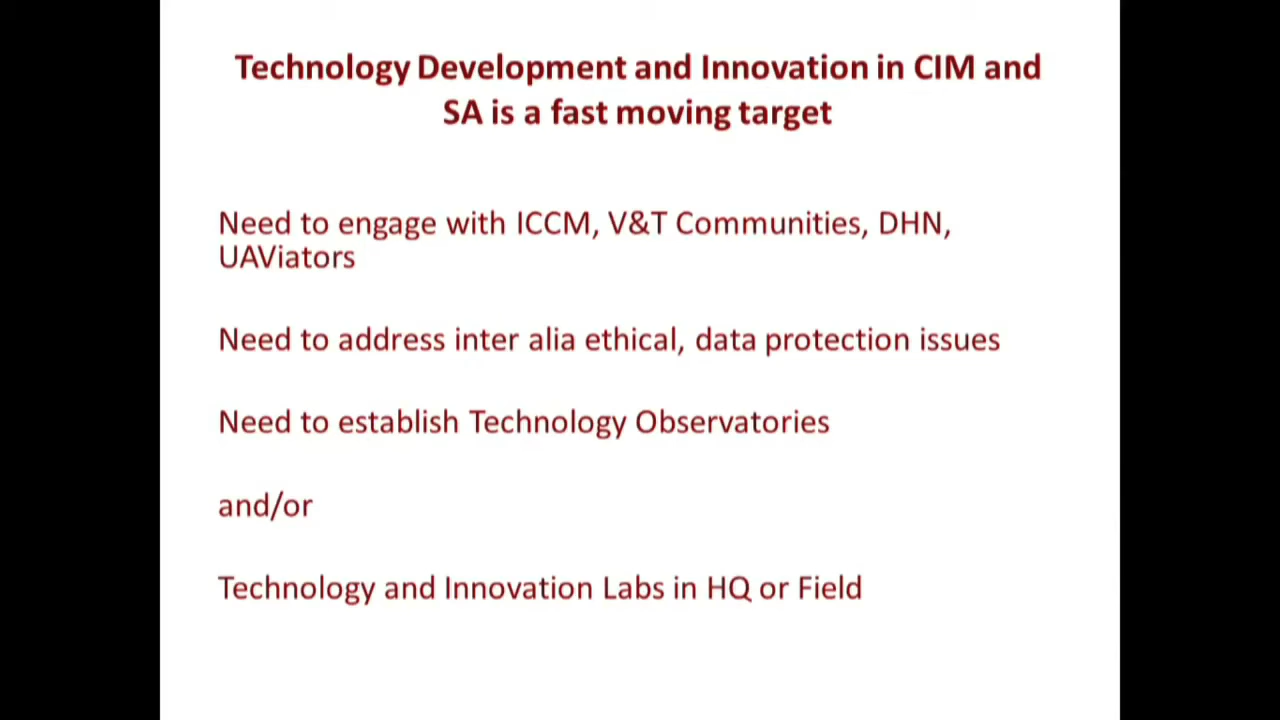 Technology Development and Innovation in CIM and
SA is a fast moving target
Need to engage with ICCM, V&T Communities, DHN,
UAViators
Need to address inter alia ethical, data protection issues
Need to establish Technology Observatories
and/or
Technology and Innovation Labs in HQ or Field